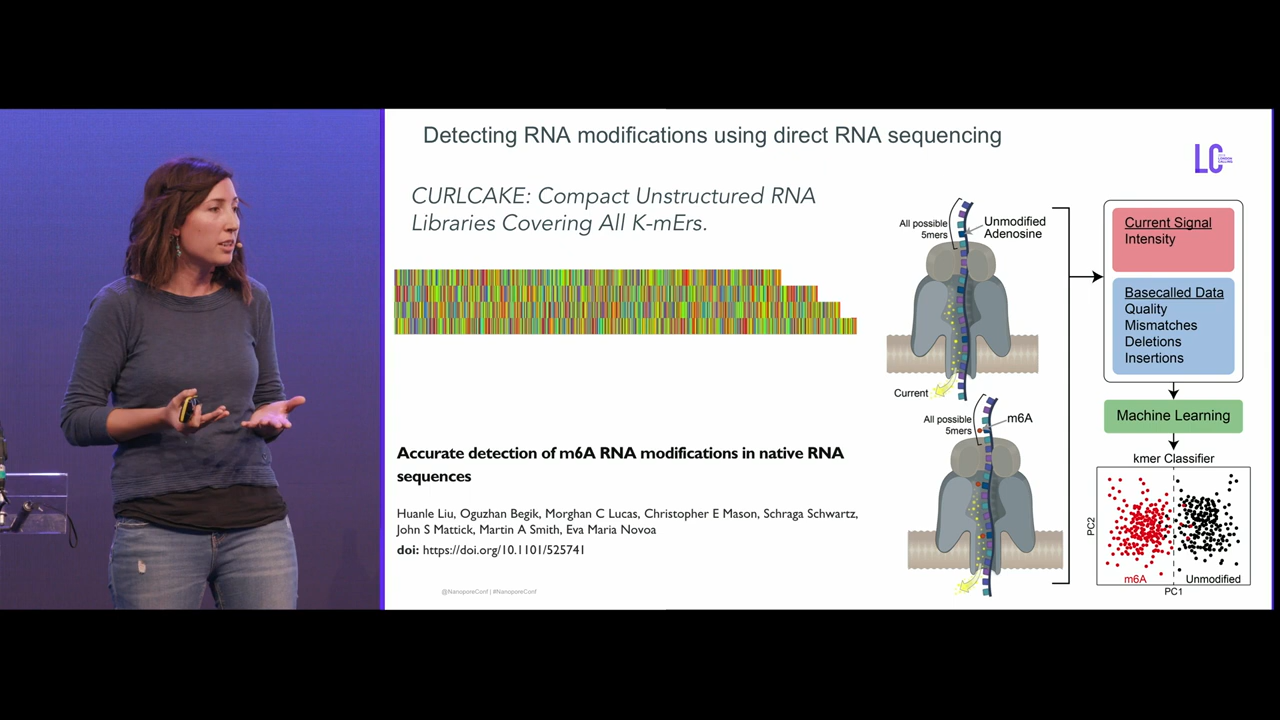 Detecting RNA modifications using direct RNA sequencing
LC
LONDON
CALLING
CURLCAKE: Compact Unstructured RNA
Libraries Covering All K-mErs.
Accurate detection of m6A RNA modifications in native RNA
sequences
Huanle Liu, Oguzhan Begik, Morghan C Lucas, Christopher E Mason, Schraga Schwartz,
John S Mattick, Martin A Smith, Eva Maria Novoa
doi: https://doi.org/10.1101/525741
@NanoporeConf | #NanoporeConf
All possible
5mers
Unmodified
Adenosine
Current
All possible
5mers
m6A
Current Signal
Intensity
Basecalled Data
Quality
Mismatches
Deletions
Insertions
Machine Learning
kmer Classifier
PC2
m6A
Unmodified
PC1